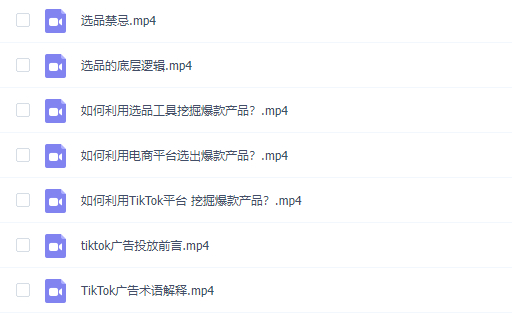 选品禁忌.mp4
选品的底层逻辑.mp4
如何利用选品工具挖掘爆款产品？.mp4
如何利用电商平台选出爆款产品？.mp4
如何利用TikTok平台 挖掘爆款产品？.mp4
tiktok广告投放前言.mp4
TikTok广告术语解释.mp4